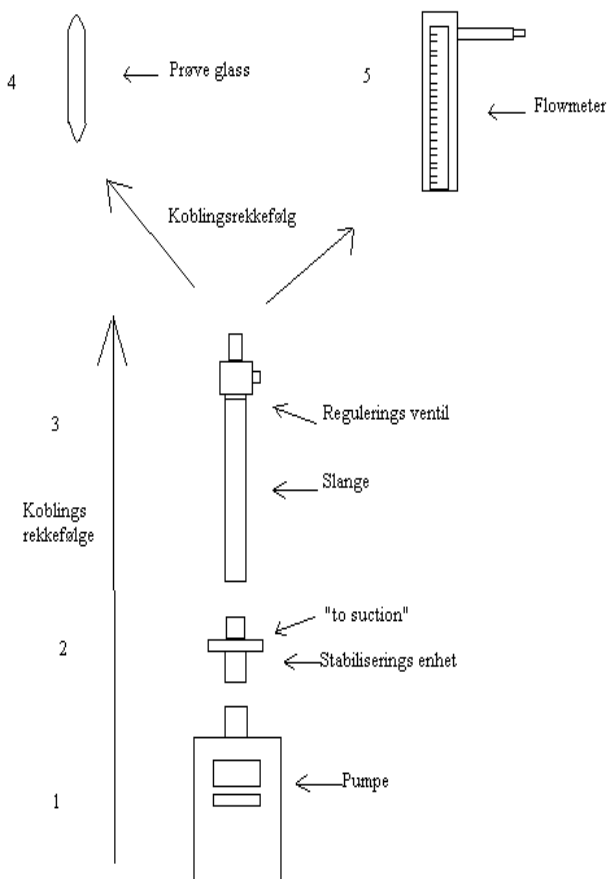 4
Prøve glass
5
Flowmeter
Koblingsrekkefølg
3
Regulerings ventil
Slange
Koblings
rekkefølge
"to suction"
2
Stabiliserings enhet
Pumpe
1